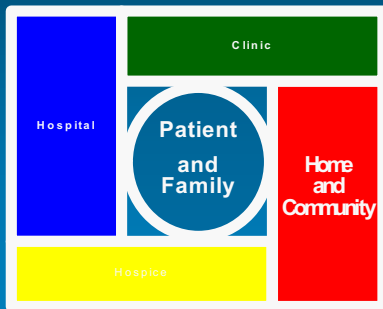 Clinic
Hospital
Patient
and
Family
Home
and
Community
Hospice